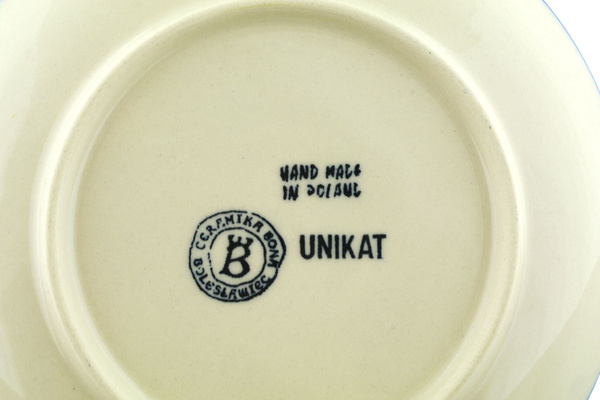 HAND MADE
IN POLAND
CERAMIKA BONA
BOLESŁAWIEC
B
UNIKAT